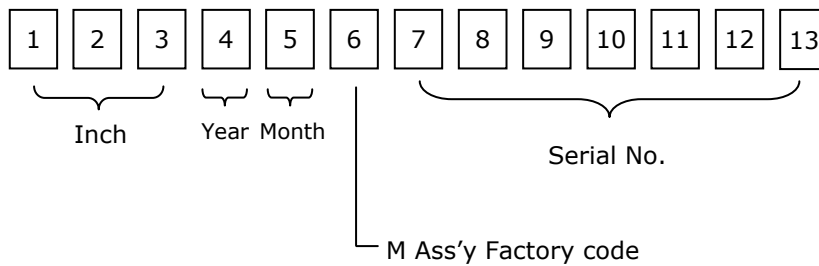 1 2 3 4 5 6 7 8 9 10 11 12 13
Inch Year Month Serial No.
M Ass'y Factory code